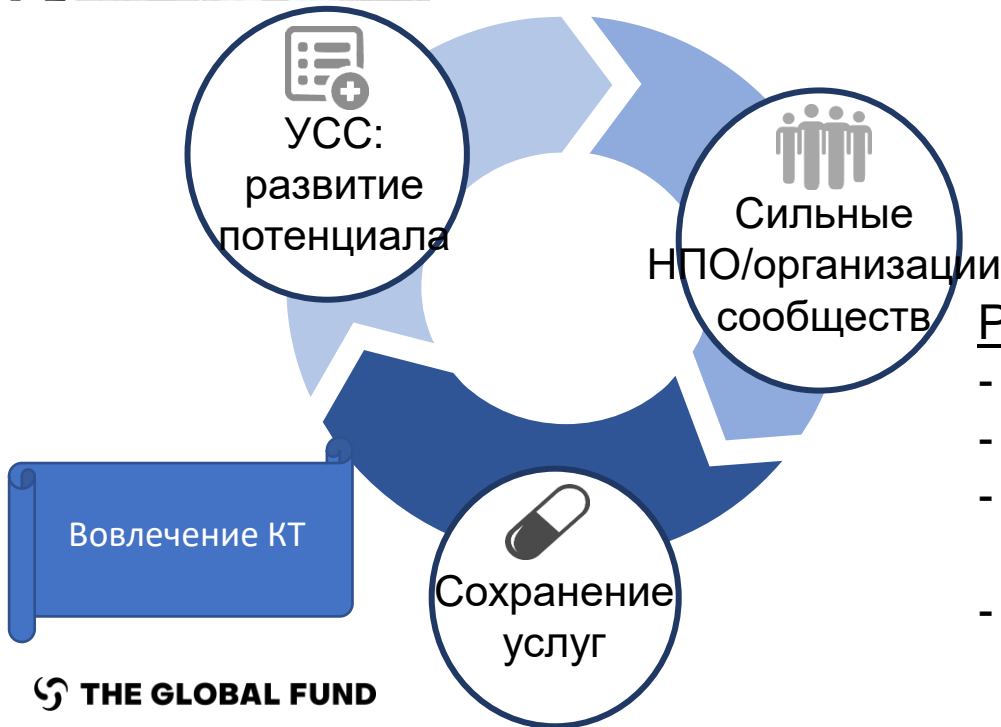 УСС:
развитие
потенциала
Сильные
НПО/организации
сообществ
Р
-
-
-
-
Вовлечение КТ
Сохранение
услуг
THE GLOBAL FUND